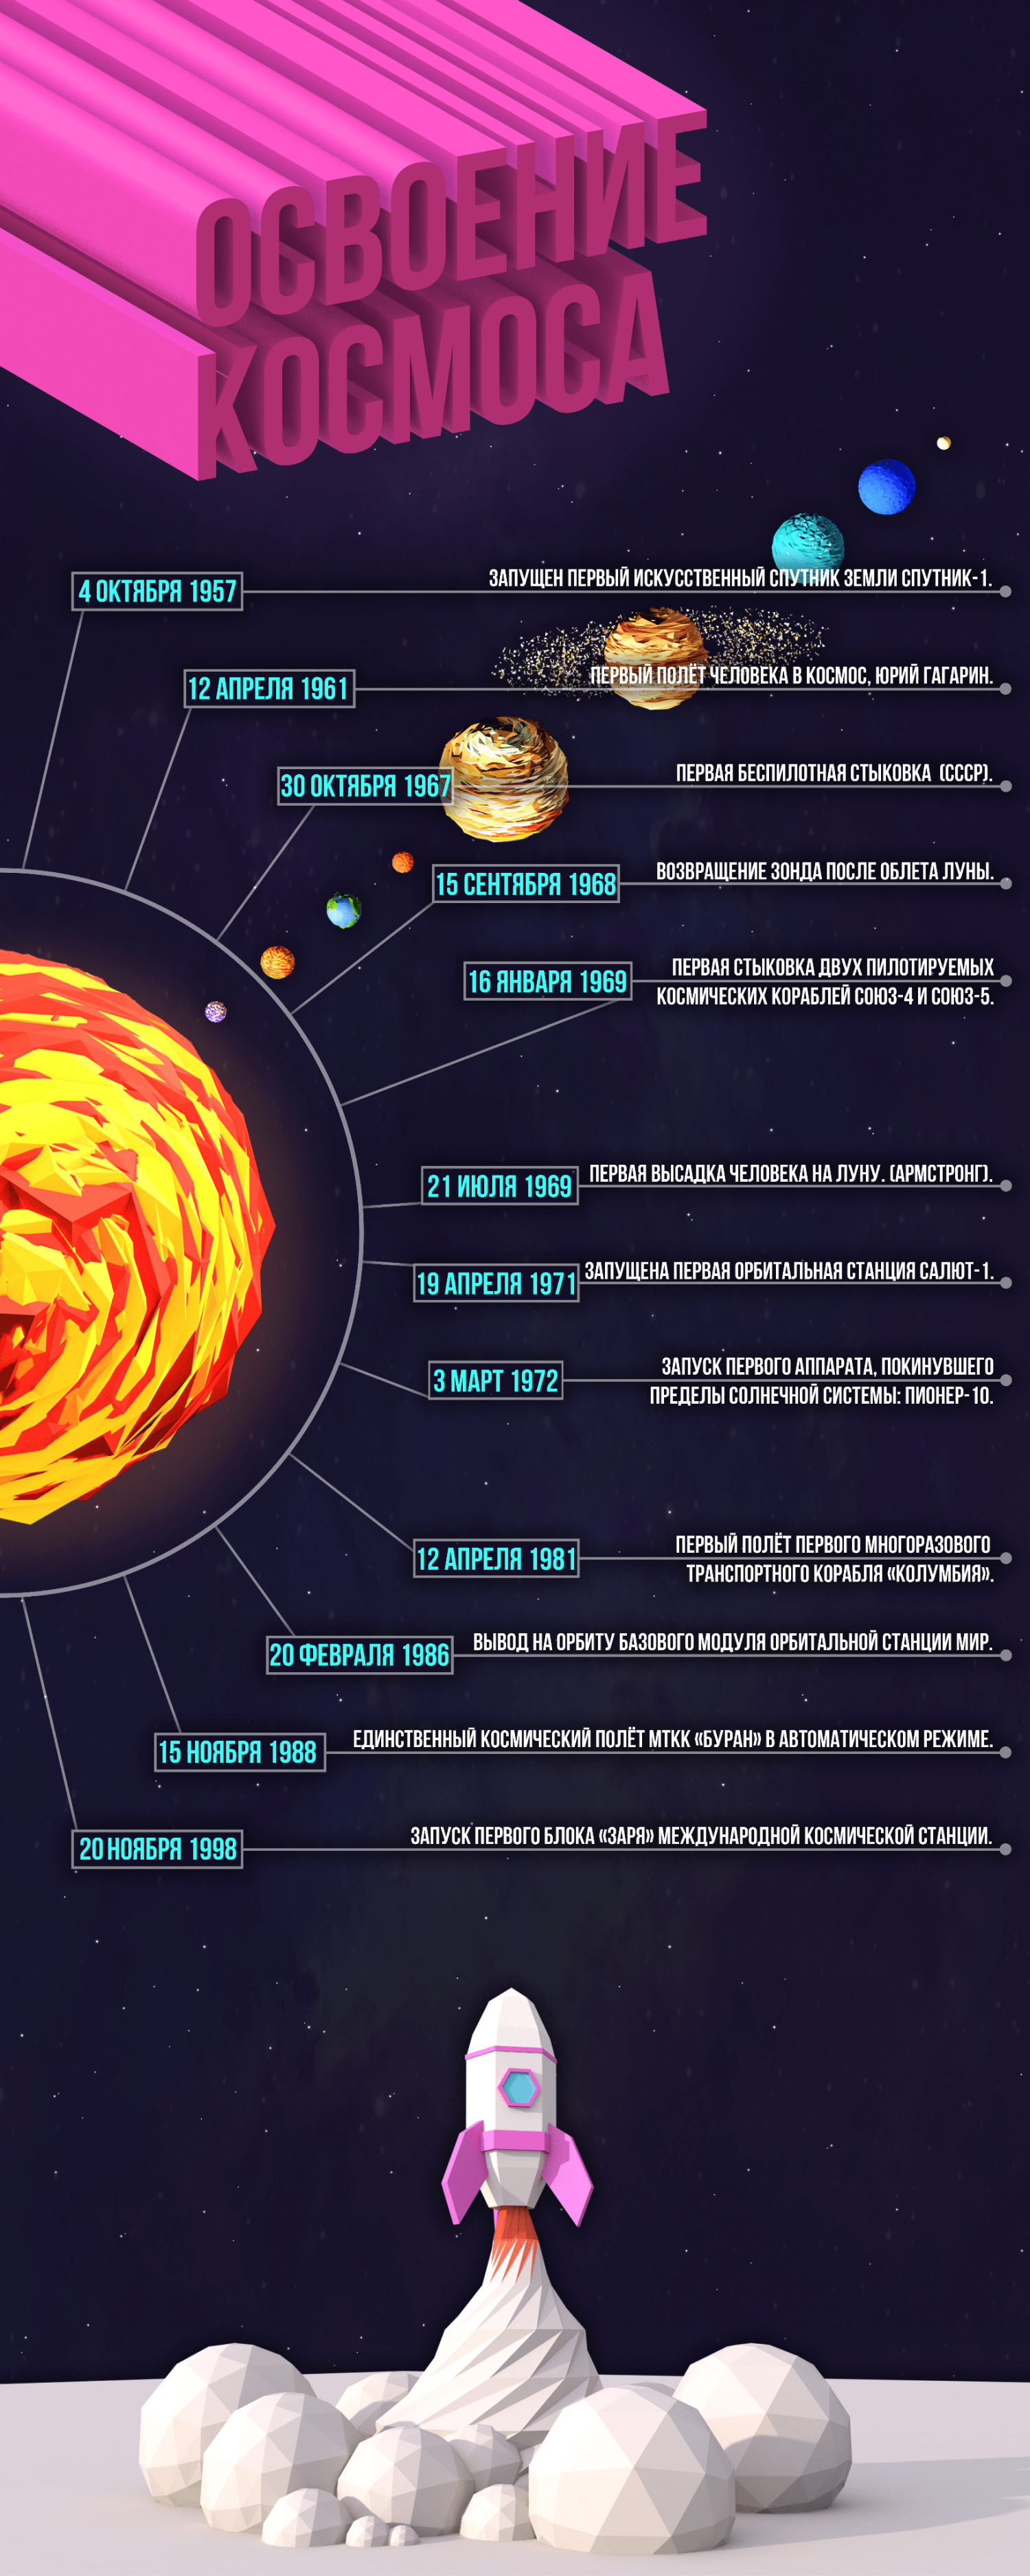 ОСВОЕНИЕ
КОСМОСА
4 ОКТЯБРЯ 1957
ЗАПУЩЕН ПЕРВЫЙ ИСКУССТВЕННЫЙ СПУТНИК ЗЕМЛИ СПУТНИК-1.
12 АПРЕЛЯ 1961
ПЕРВЫЙ ПОЛЁТ ЧЕЛОВЕКА В КОСМОС, ЮРИЙ ГАГАРИН.
30 ОКТЯБРЯ 1967
ПЕРВАЯ БЕСПИЛОТНАЯ СТЫКОВКА (СССР).
15 СЕНТЯБРЯ 1968
ВОЗВРАЩЕНИЕ ЗОНДА ПОСЛЕ ОБЛЕТА ЛУНЫ.
16 ЯНВАРЯ 1969
ПЕРВАЯ СТЫКОВКА ДВУХ ПИЛОТИРУЕМЫХ
КОСМИЧЕСКИХ КОРАБЛЕЙ СОЮЗ-4 И СОЮЗ-5.
21 ИЮЛЯ 1969
ПЕРВАЯ ВЫСАДКА ЧЕЛОВЕКА НА ЛУНУ. (АРМСТРОНГ).
19 АПРЕЛЯ 1971
ЗАПУЩЕНА ПЕРВАЯ ОРБИТАЛЬНАЯ СТАНЦИЯ САЛЮТ-1.
3 МАРТ 1972
ЗАПУСК ПЕРВОГО АППАРАТА, ПОКИНУВШЕГО
ПРЕДЕЛЫ СОЛНЕЧНОЙ СИСТЕМЫ: ПИОНЕР-10.
12 АПРЕЛЯ 1981
ПЕРВЫЙ ПОЛЁТ ПЕРВОГО МНОГОРАЗОВОГО
ТРАНСПОРТНОГО КОРАБЛЯ «КОЛУМБИЯ».
20 ФЕВРАЛЯ 1986
ВЫВОД НА ОРБИТУ БАЗОВОГО МОДУЛЯ ОРБИТАЛЬНОЙ СТАНЦИИ МИР.
15 НОЯБРЯ 1988
ЕДИНСТВЕННЫЙ КОСМИЧЕСКИЙ ПОЛЁТ МТКК «БУРАН» В АВТОМАТИЧЕСКОМ РЕЖИМЕ.
20 НОЯБРЯ 1998
ЗАПУСК ПЕРВОГО БЛОКА «ЗАРЯ» МЕЖДУНАРОДНОЙ КОСМИЧЕСКОЙ СТАНЦИИ.